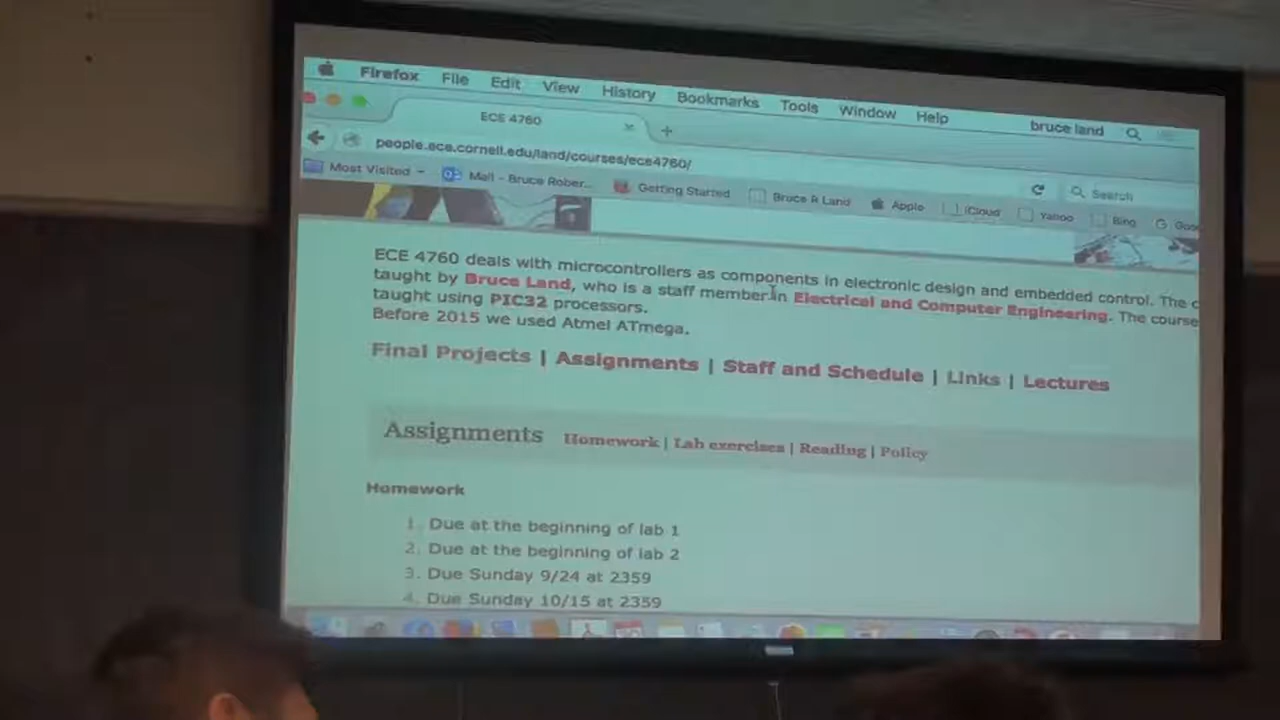 Firefox File Edit View History Bookmarks Tools Window Help bruce land
ECE 4760
people.ece.cornell.edu/land/courses/ece4760/
Search
Most Visited Mail - Bruce Rober... Getting Started Bruce R Land Apple iCloud Yahoo Bing Goo
ECE 4760 deals with microcontrollers as components in electronic design and embedded control. The c
taught by Bruce Land, who is a staff member in Electrical and Computer Engineering. The course
taught using PIC32 processors.
Before 2015 we used Atmel ATmega.
Final Projects | Assignments | Staff and Schedule | Links | Lectures
Assignments Homework | Lab exercises | Reading | Policy
Homework
1. Due at the beginning of lab 1
2. Due at the beginning of lab 2
3. Due Sunday 9/24 at 2359
4. Due Sunday 10/15 at 2359